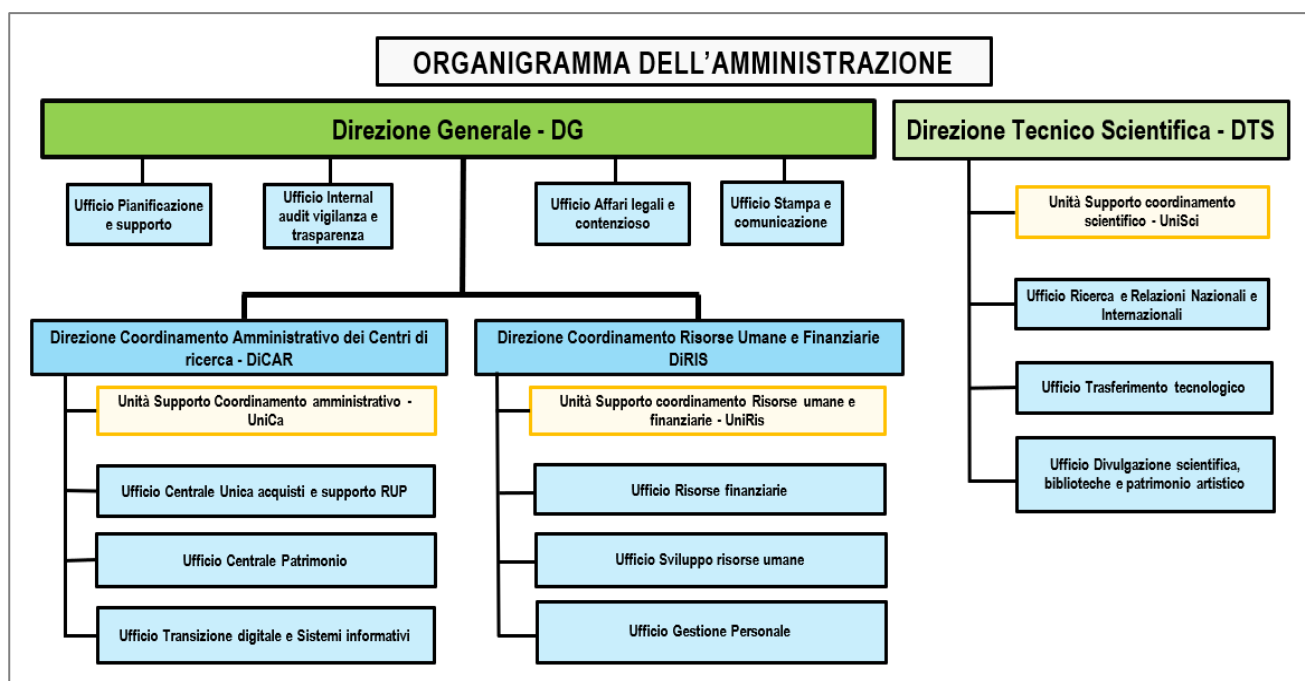 ORGANIGRAMMA DELL'AMMINISTRAZIONE
Direzione Generale - DG
Direzione Tecnico Scientifica - DTS
Ufficio Pianificazione
e supporto
Ufficio Internal
audit vigilanza e
trasparenza
Ufficio Affari legali e
contenzioso
Ufficio Stampa e
comunicazione
Unità Supporto coordinamento
scientifico - UniSci
Ufficio Ricerca e Relazioni Nazionali e
Internazionali
Ufficio Trasferimento tecnologico
Ufficio Divulgazione scientifica,
biblioteche e patrimonio artistico
Direzione Coordinamento Amministrativo dei Centri di
ricerca - DiCAR
Unità Supporto Coordinamento amministrativo -
UniCa
Ufficio Centrale Unica acquisti e supporto RUP
Ufficio Centrale Patrimonio
Ufficio Transizione digitale e Sistemi informativi
Direzione Coordinamento Risorse Umane e Finanziarie
DiRIS
Unità Supporto coordinamento Risorse umane e
finanziarie - UniRis
Ufficio Risorse finanziarie
Ufficio Sviluppo risorse umane
Ufficio Gestione Personale